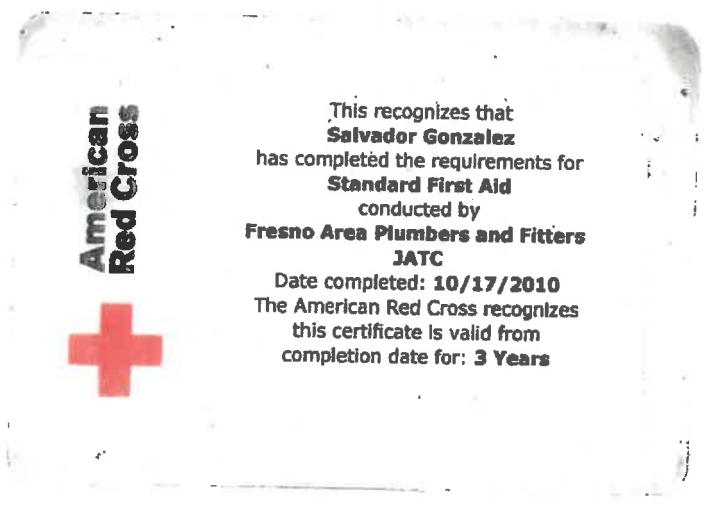 American
Red Cross
This recognizes that
Salvador Gonzalez
has completed the requirements for
Standard First Aid
conducted by
Fresno Area Plumbers and Fitters
JATC
Date completed: 10/17/2010
The American Red Cross recognizes
this certificate is valid from
completion date for: 3 Years